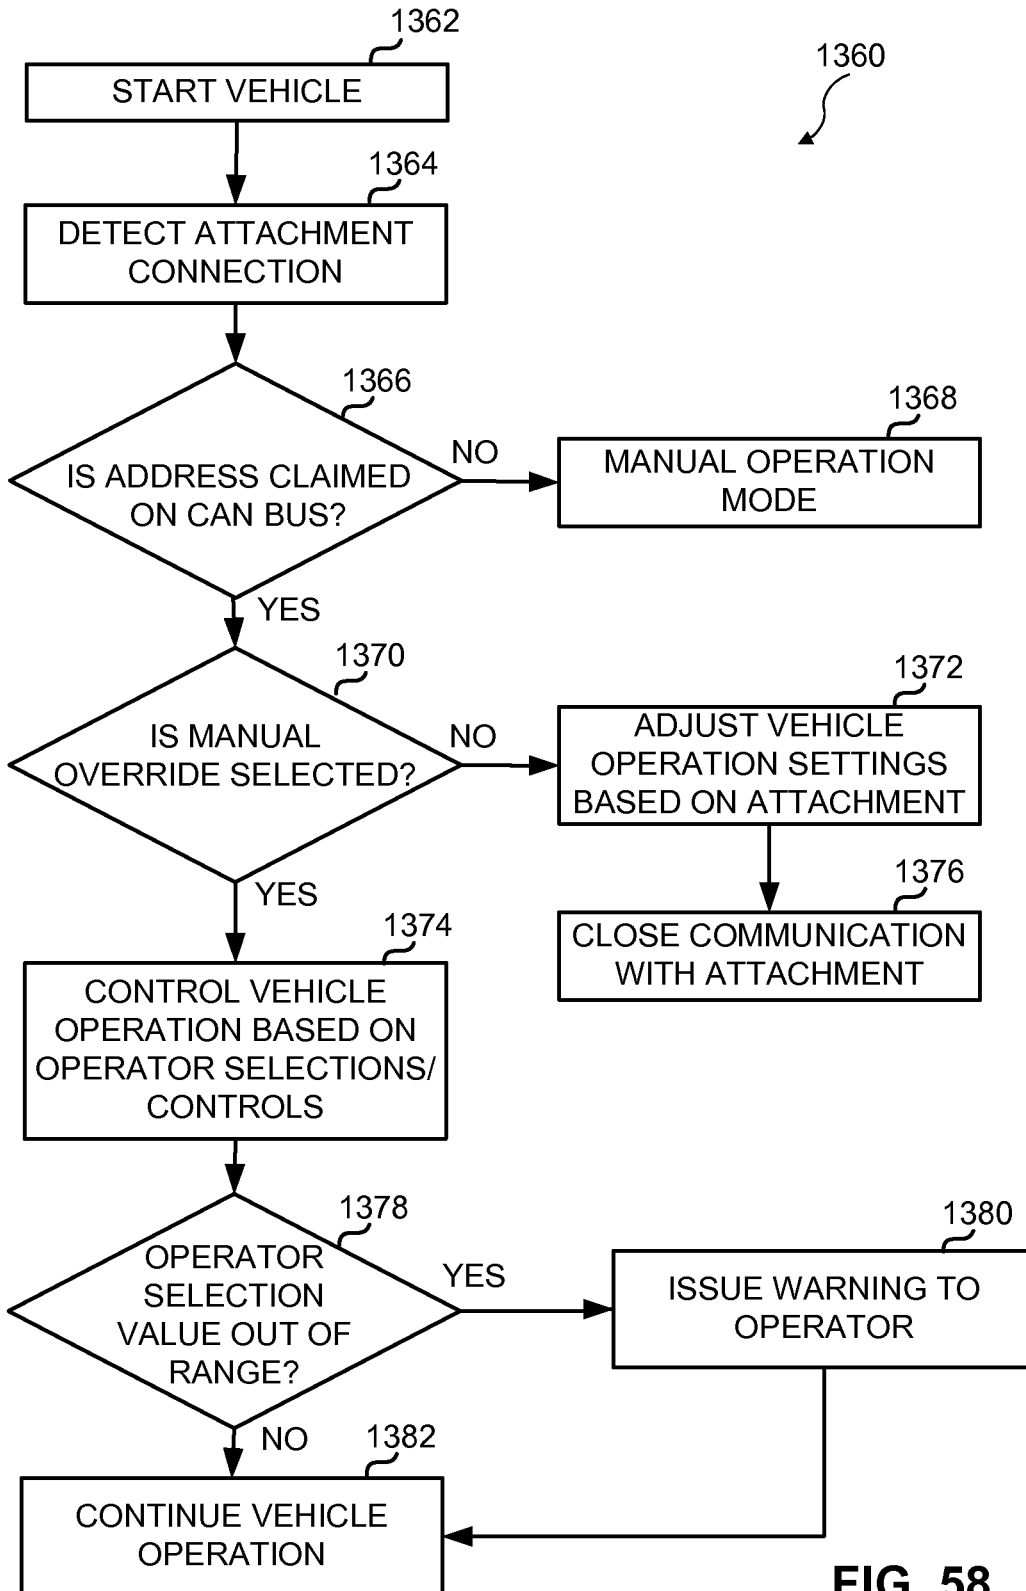 1362
1360
START VEHICLE
1364
DETECT ATTACHMENT
CONNECTION
1366
IS ADDRESS CLAIMED
ON CAN BUS?
NO
1368
MANUAL OPERATION
MODE
YES
1370
IS MANUAL
OVERRIDE SELECTED?
NO
1372
ADJUST VEHICLE
OPERATION SETTINGS
BASED ON ATTACHMENT
1376
CLOSE COMMUNICATION
WITH ATTACHMENT
YES
1374
CONTROL VEHICLE
OPERATION BASED ON
OPERATOR SELECTIONS/
CONTROLS
1378
OPERATOR
SELECTION
VALUE OUT OF
RANGE?
YES
1380
ISSUE WARNING TO
OPERATOR
NO
1382
CONTINUE VEHICLE
OPERATION
FIG. 58